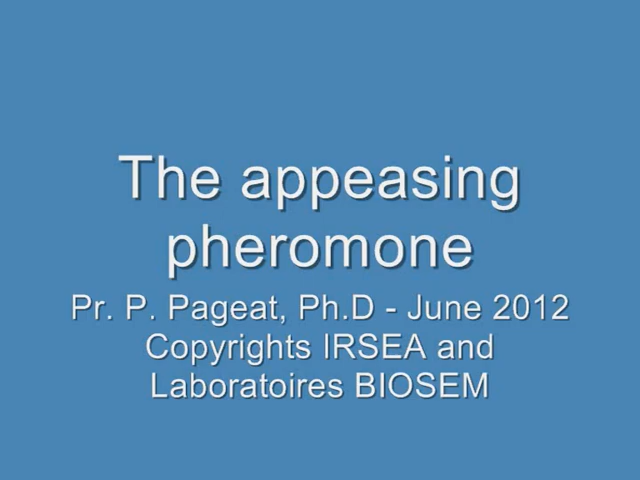 The appeasing
pheromone
Pr. P. Pageat, Ph.D - June 2012
Copyrights IRSEA and
Laboratoires BIOSEM